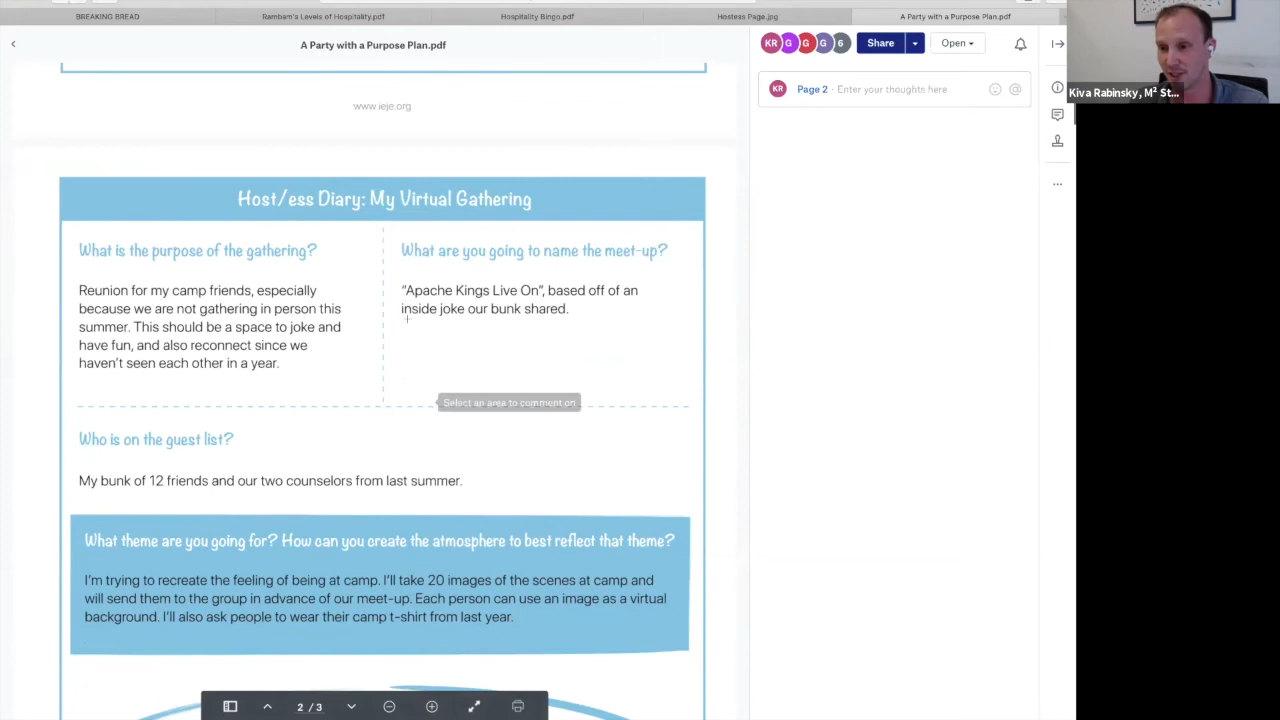 BREAKING BREAD
Rambam's Levels of Hospitality.pdf
Hospitality Bingo.pdf
Hostess Page.jpg
A Party with a Purpose Plan.pdf
A Party with a Purpose Plan.pdf
KR G G G 6
Share
Open
www.ieje.org
KR Page 2 · Enter your thoughts here
Kiva Rabinsky, M² St...
Host/ess Diary: My Virtual Gathering
What is the purpose of the gathering?
Reunion for my camp friends, especially
because we are not gathering in person this
summer. This should be a space to joke and
have fun, and also reconnect since we
haven't seen each other in a year.
What are you going to name the meet-up?
“Apache Kings Live On”, based off of an
inside joke our bunk shared.
Select an area to comment on
Who is on the guest list?
My bunk of 12 friends and our two counselors from last summer.
What theme are you going for? How can you create the atmosphere to best reflect that theme?
I'm trying to recreate the feeling of being at camp. I'll take 20 images of the scenes at camp and
will send them to the group in advance of our meet-up. Each person can use an image as a virtual
background. I'll also ask people to wear their camp t-shirt from last year.
2 / 3